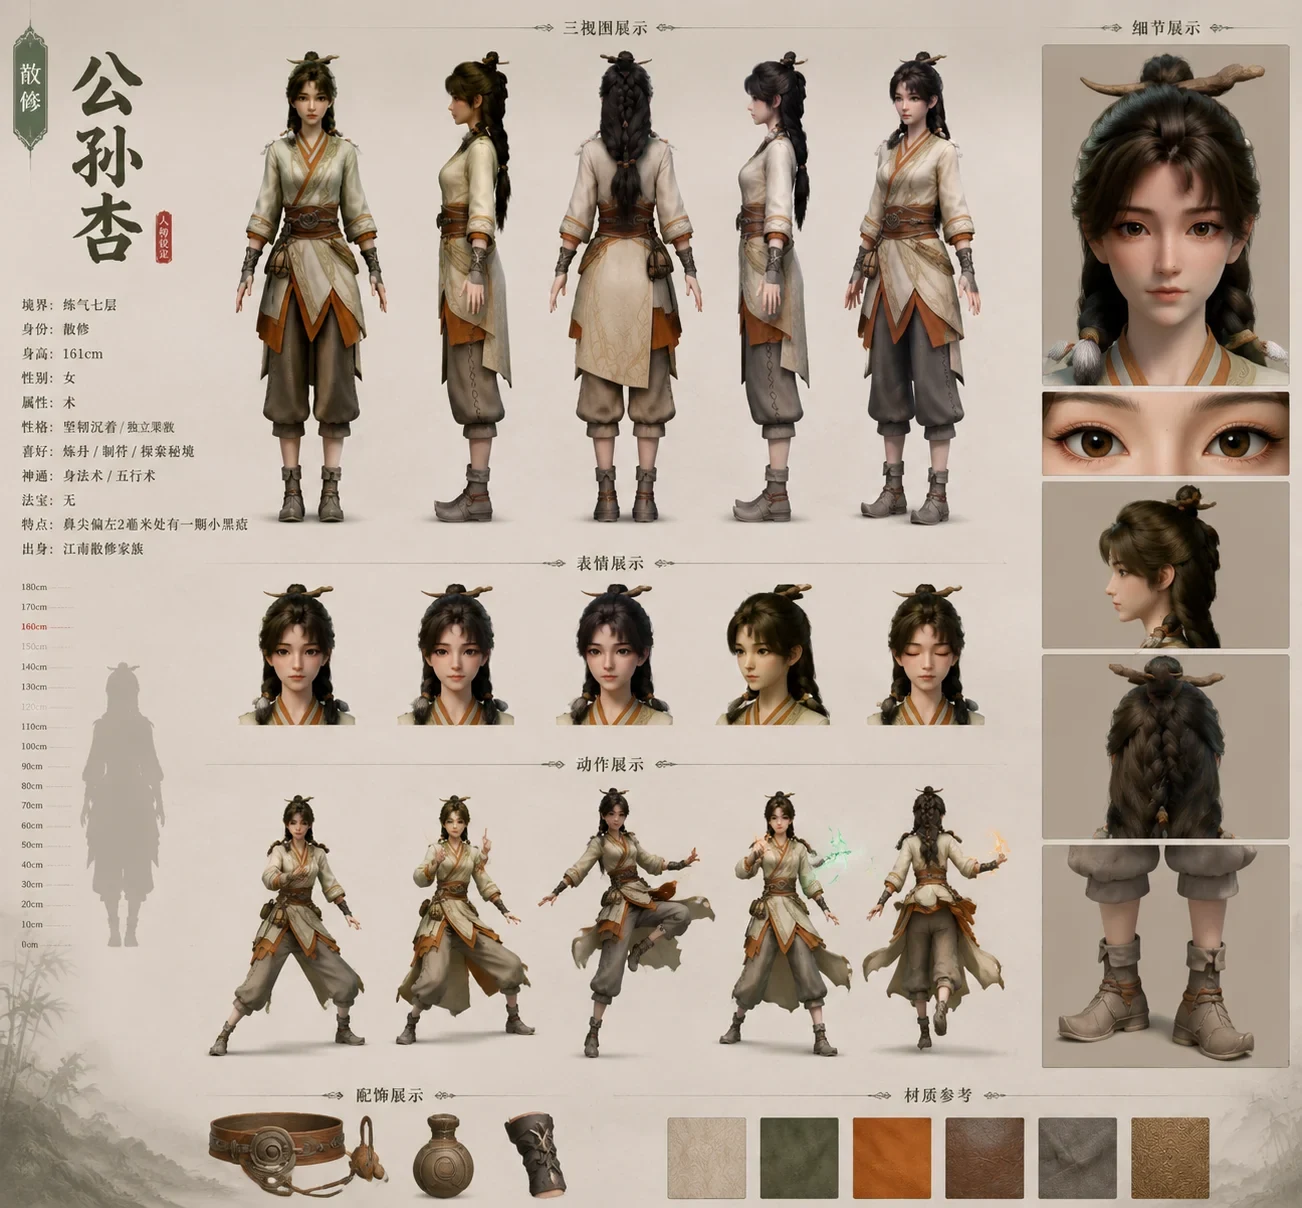 散修
公孙杏
人物设定
境界：练气七层
身份：散修
身高：161cm
性别：女
属性：术
性格：坚韧沉着 / 独立果敢
喜好：炼丹 / 制符 / 探索秘境
神通：身法术 / 五行术
法宝：无
特点：鼻尖偏左2毫米处有一颗小黑痣
出身：江南散修家族
180cm
170cm
160cm
150cm
140cm
130cm
120cm
110cm
100cm
90cm
80cm
70cm
60cm
50cm
40cm
30cm
20cm
10cm
0cm
三视图展示
表情展示
动作展示
配饰展示
材质参考
细节展示